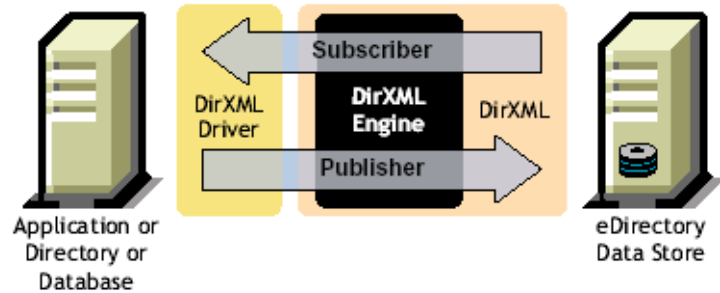 Subscriber
DirXML
Driver
DirXML
Engine
DirXML
Publisher
Application or
Directory or
Database
eDirectory
Data Store